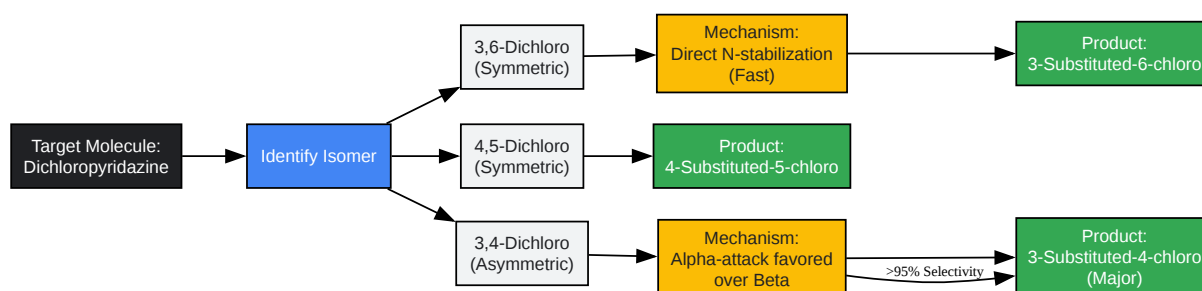 Target Molecule:
Dichloropyridazine
Identify Isomer
3,6-Dichloro
(Symmetric)
Mechanism:
Direct N-stabilization
(Fast)
Product:
3-Substituted-6-chloro
4,5-Dichloro
(Symmetric)
Product:
4-Substituted-5-chloro
3,4-Dichloro
(Asymmetric)
Mechanism:
Alpha-attack favored
over Beta
>95% Selectivity
Product:
3-Substituted-4-chloro
(Major)